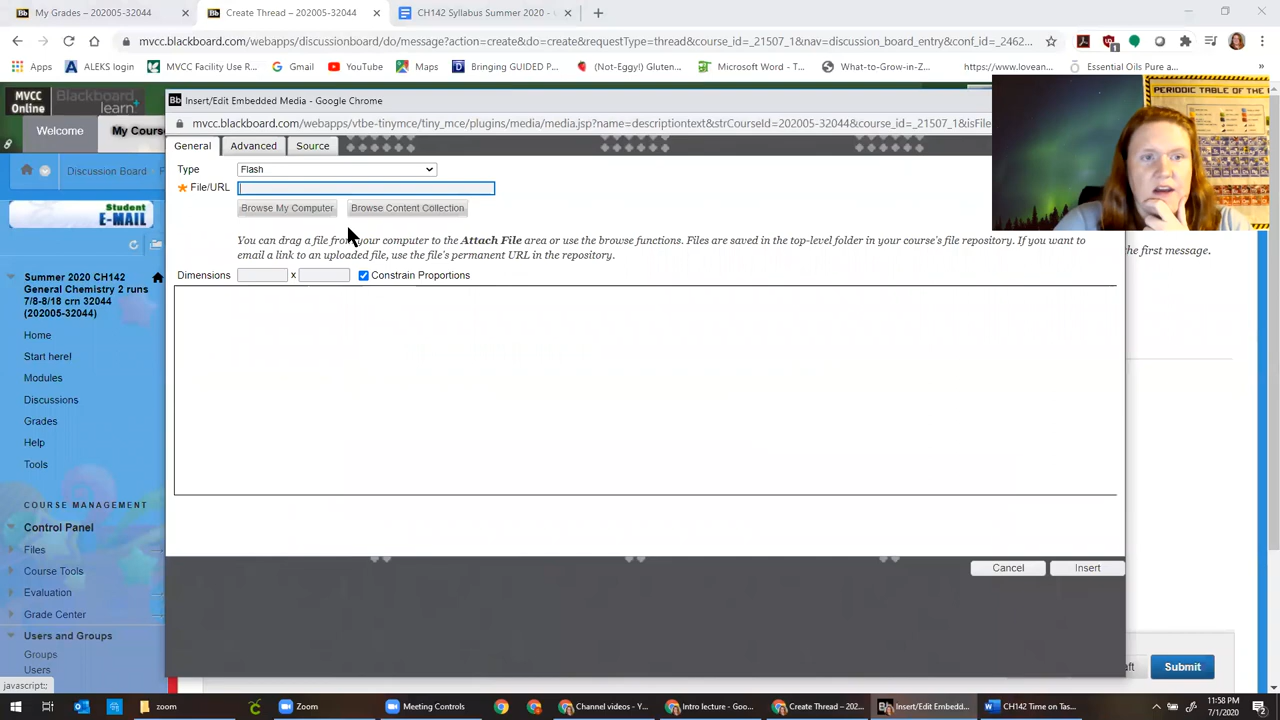 My Grades – 202005-32044
Create Thread – 202005-32044
CH142 Syllabus Summer 2020 -
mvcc.blackboard.com/webapps/discussionboard/do/message?action=create&do=create&requestType=thread&course_id=_21507_1&nav=discussion_board_entry&conf_id=_2462...
Apps
ALEKS login
MVCC Facility Use R...
Gmail
YouTube
Maps
Bringing GUIDED P...
(Not-Eggy!) Gluten...
Microsoft Word - T...
What-to-Grow-in-Z...
https://www.lovean...
Essential Oils Pure a...
MVCC Online
Blackboard learn+
Bb Insert/Edit Embedded Media - Google Chrome
mvcc.blackboard.com/webapps/vtbe-tinymce/tiny_mce/plugin
media.jsp?name=descriptiontext&strCourseId=202005-32044&course_id=_21507_1&isFiles
PERIODIC TABLE OF THE
Welcome
My Course
General
Advanced
Source
Discussion Board
Type
Flash
File/URL
Browse My Computer
Browse Content Collection
Student E-MAIL
You can drag a file from your computer to the Attach File area or use the browse functions. Files are saved in the top-level folder in your course's file repository. If you want to
email a link to an uploaded file, use the file's permanent URL in the repository.
the first message.
Dimensions
x
Constrain Proportions
Summer 2020 CH142
General Chemistry 2 runs
7/8-8/18 crn 32044
(202005-32044)
Home
Start here!
Modules
Discussions
Grades
Help
Tools
COURSE MANAGEMENT
Control Panel
Files
Course Tools
Evaluation
Grade Center
Users and Groups
Groups
Users
Cancel
Insert
aft
Submit
javascript:;
zoom
Zoom
Meeting Controls
Channel videos - Y...
Intro lecture - Goo...
Create Thread – 202...
Insert/Edit Embedd...
CH142 Time on Tas...
11:58 PM
7/1/2020